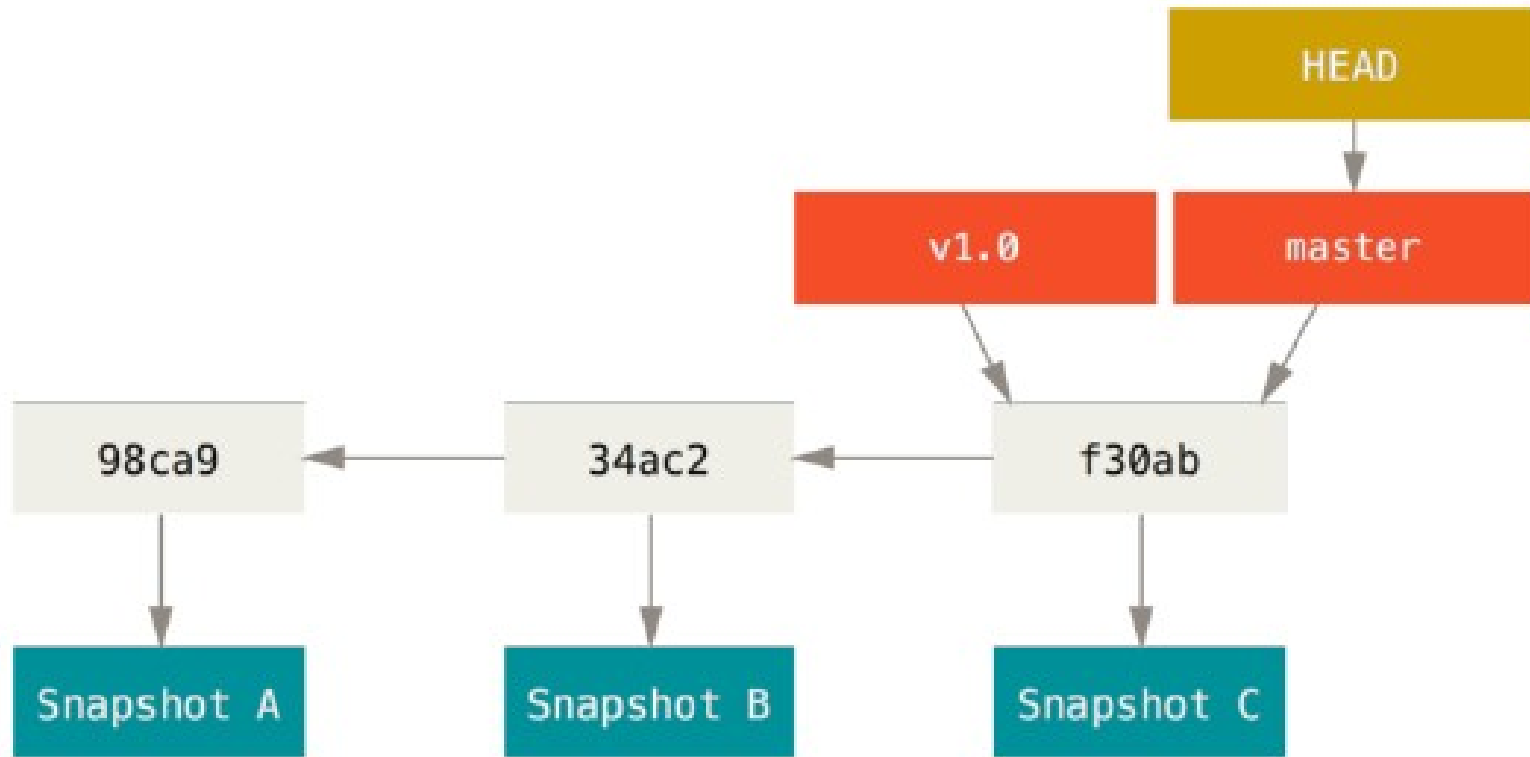 HEAD
v1.0
master
98ca9
34ac2
f30ab
Snapshot A
Snapshot B
Snapshot C